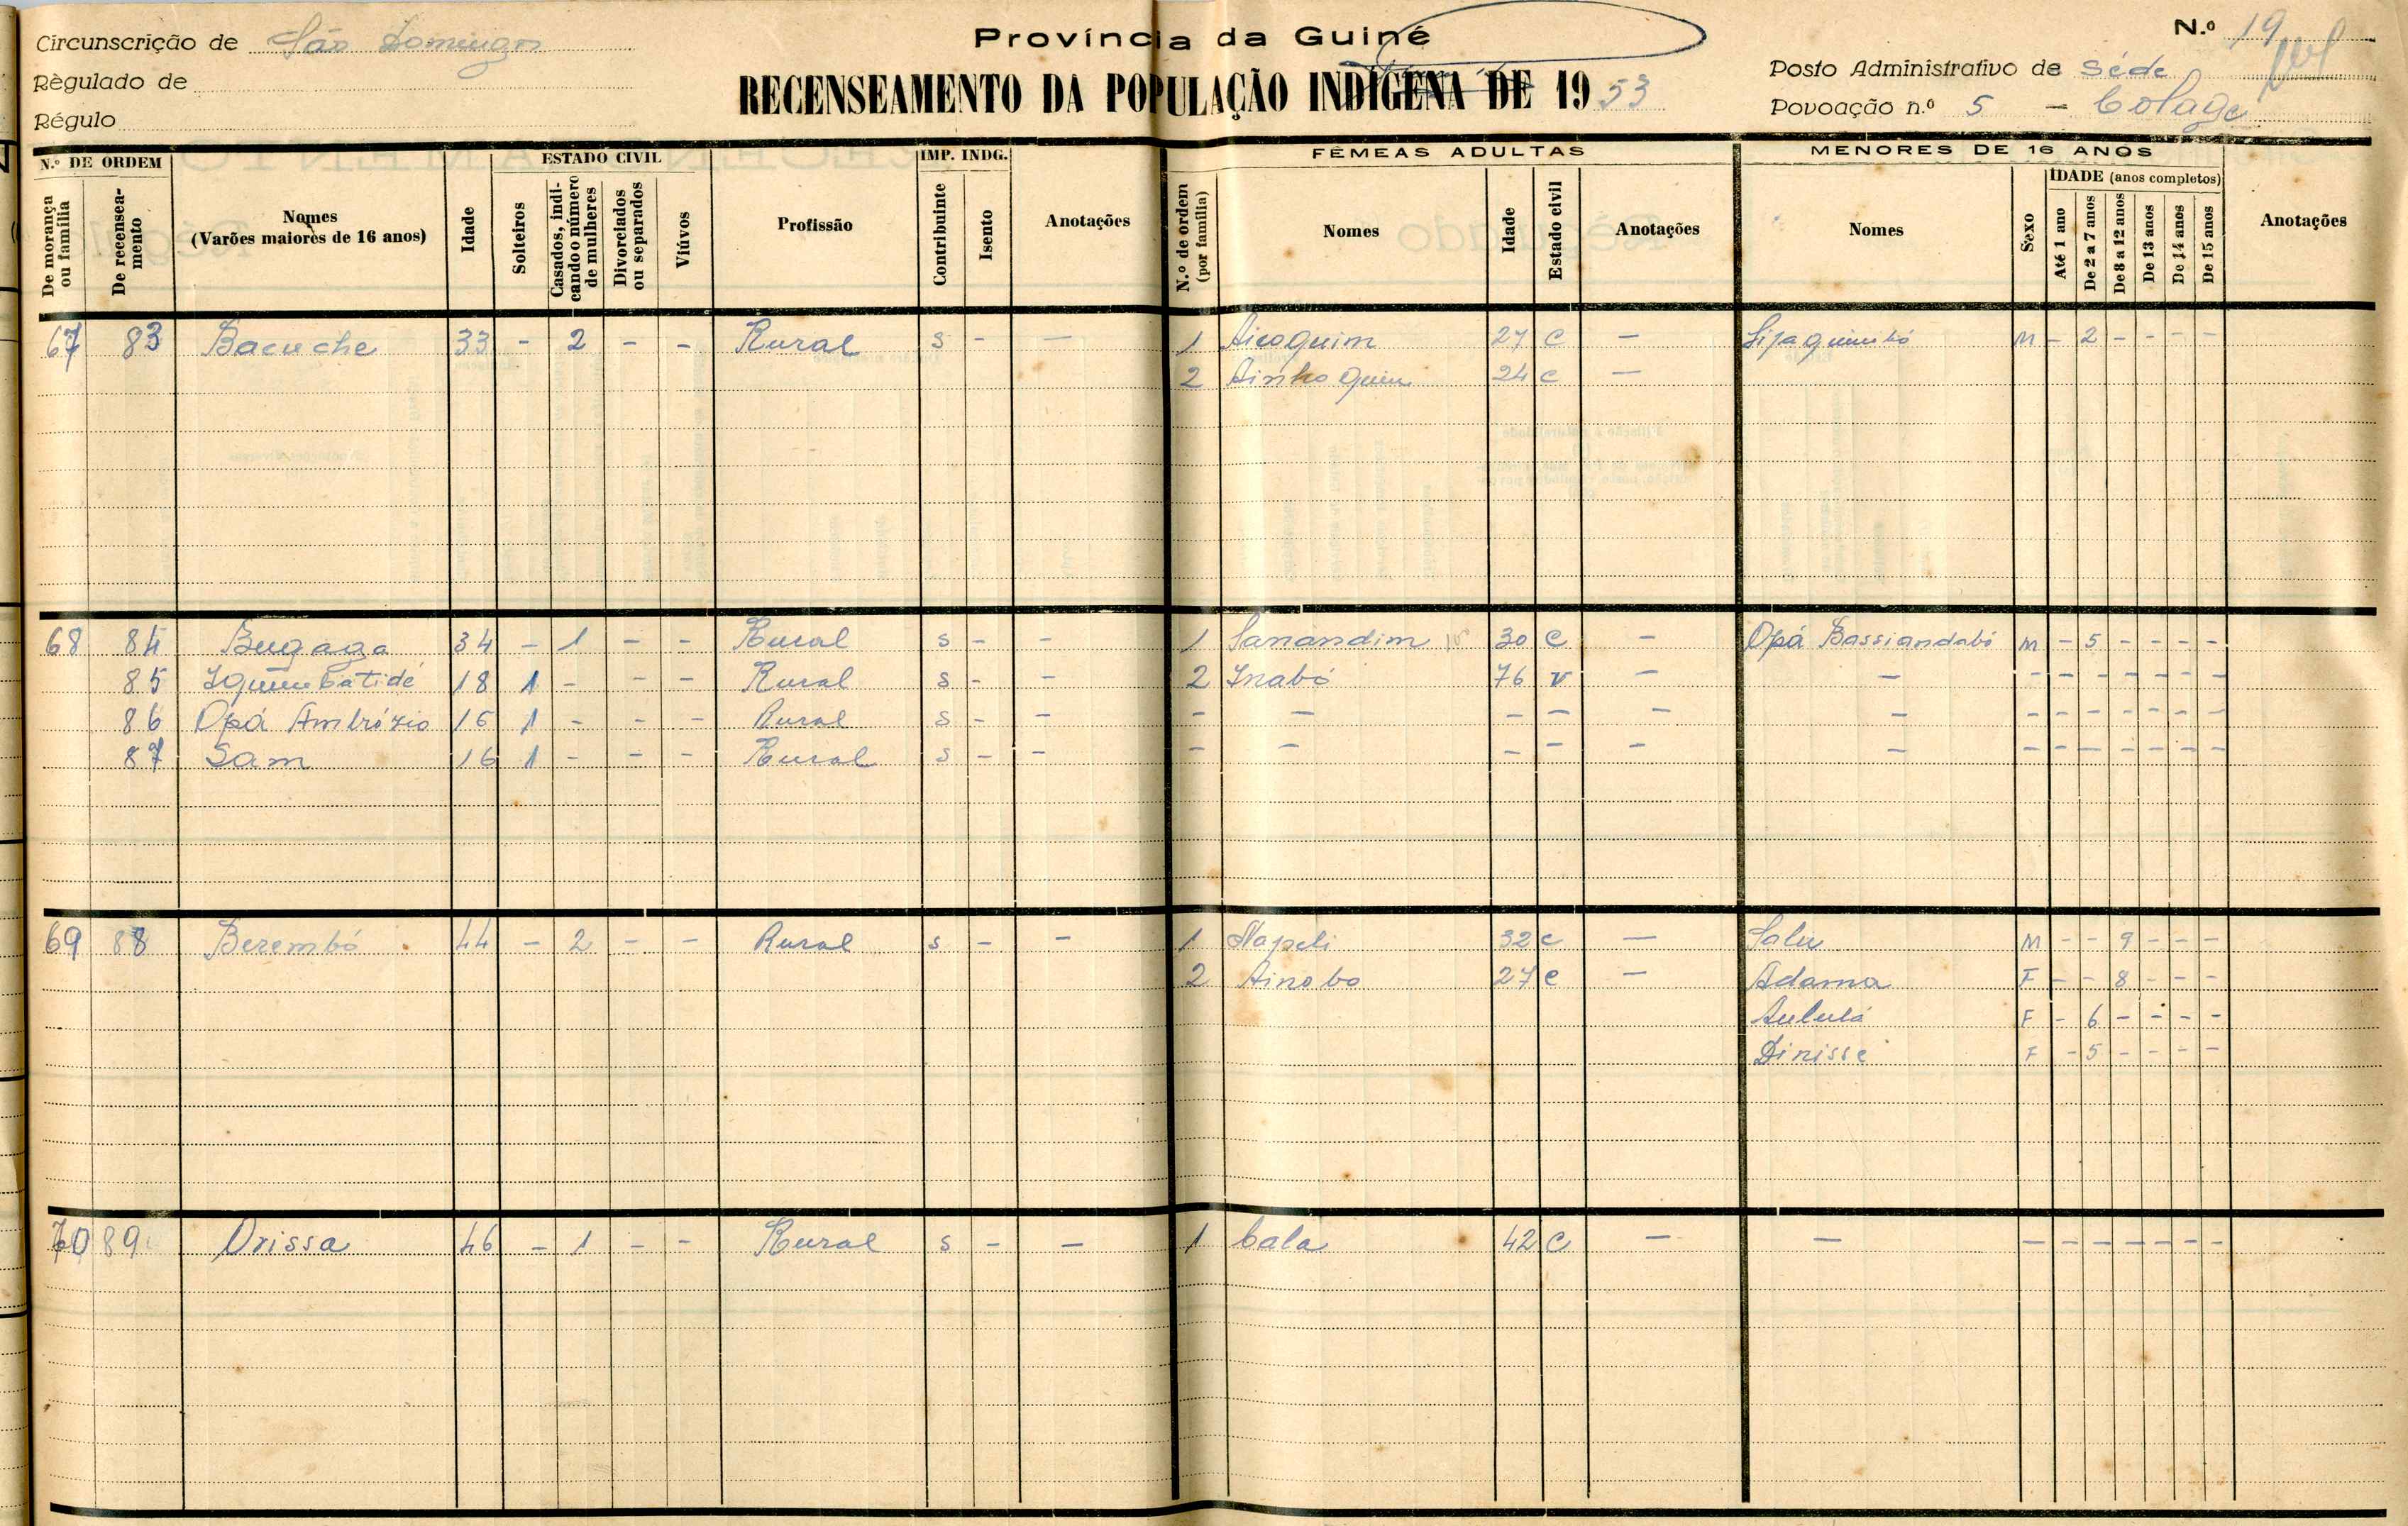 Província da Guiné
RECENSEAMENTO DA POPULAÇÃO INDÍGENA DE 1953
Circunscrição de São Domingos
Règulado de
Régulo
N.º 19
Posto Administrativo de Séde
Povoação n.º 5 - Colage
N.º DE ORDEM
De morança ou família
De recenseamento
Nomes
(Varões maiores de 16 anos)
Idade
ESTADO CIVIL
Solteiros
Casados, indicando o número de mulheres
Divorciados ou separados
Viúvos
Profissão
IMP. INDG.
Contribuinte
Isento
Anotações
FÊMEAS ADULTAS
N.º de ordem (por família)
Nomes
Idade
Estado civil
Anotações
MENORES DE 16 ANOS
Nomes
Sexo
IDADE (anos completos)
Até 1 ano
De 2 a 7 anos
De 8 a 12 anos
De 13 anos
De 14 anos
De 15 anos
Anotações
67 83 Bacuche 33 - 2 - - Rural s - - 1 Aicoquim 27 c - M - 2 - - - -
2 24 c -
68 84 Bugaga 34 - 1 - - Rural s - - 1 Sanandim 30 c - Opá Bassiandabó M - 5 - - - -
85 18 1 - - - Rural s - - 2 Inabó 76 v - - - - - - - - -
86 Opá Ambrózio 16 1 - - - Rural s - - - - - - - - - - - - - - -
87 Sam 16 1 - - - Rural s - - - - - - - - - - - - - - -
69 88 Berembó 44 - 2 - - Rural s - - 1 Napeli 32 c - Salu M - - 9 - - -
2 Ainobo 27 c - Adama F - - 8 - - -
Aululá F - 6 - - - -
Dinisse F - 5 - - - -
70 89 Orissa 46 - 1 - - Rural s - - 1 Cala 42 c - - - - - - - - -